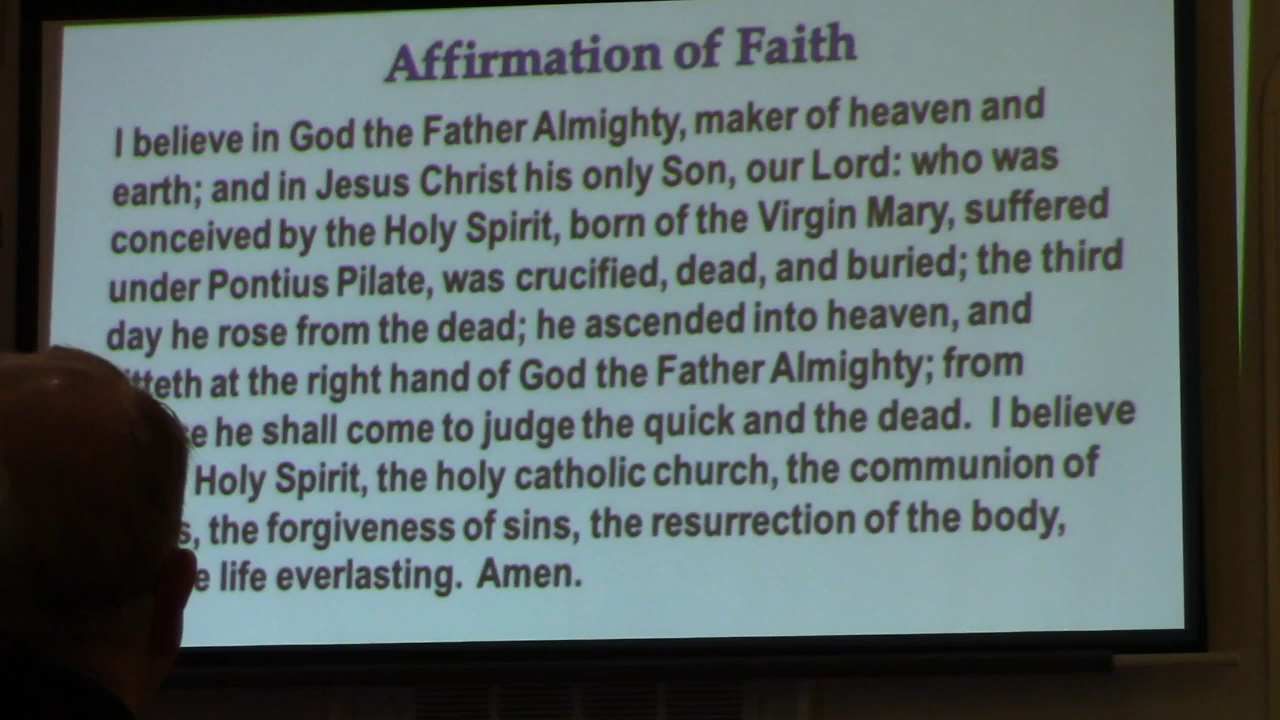 Affirmation of Faith
I believe in God the Father Almighty, maker of heaven and
earth; and in Jesus Christ his only Son, our Lord: who was
conceived by the Holy Spirit, born of the Virgin Mary, suffered
under Pontius Pilate, was crucified, dead, and buried; the third
day he rose from the dead; he ascended into heaven, and
at the right hand of God the Father Almighty; from
he shall come to judge the quick and the dead. I believe
Holy Spirit, the holy catholic church, the communion of
the forgiveness of sins, the resurrection of the body,
life everlasting. Amen.